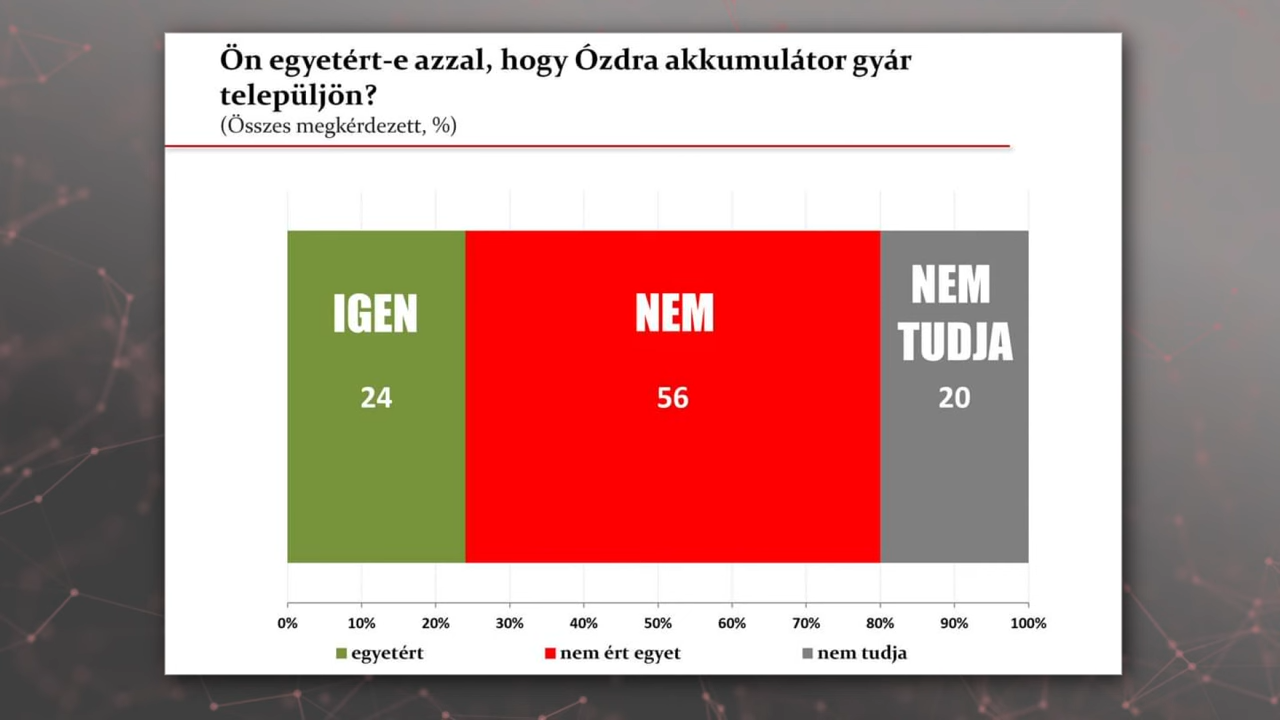 Ön egyetért-e azzal, hogy Ózdra akkumulátor gyár
települjön?
(Összes megkérdezett, %)
IGEN
24
NEM
56
NEM
TUDJA
20
0% 10% 20% 30% 40% 50% 60% 70% 80% 90% 100%
egyetért nem ért egyet nem tudja